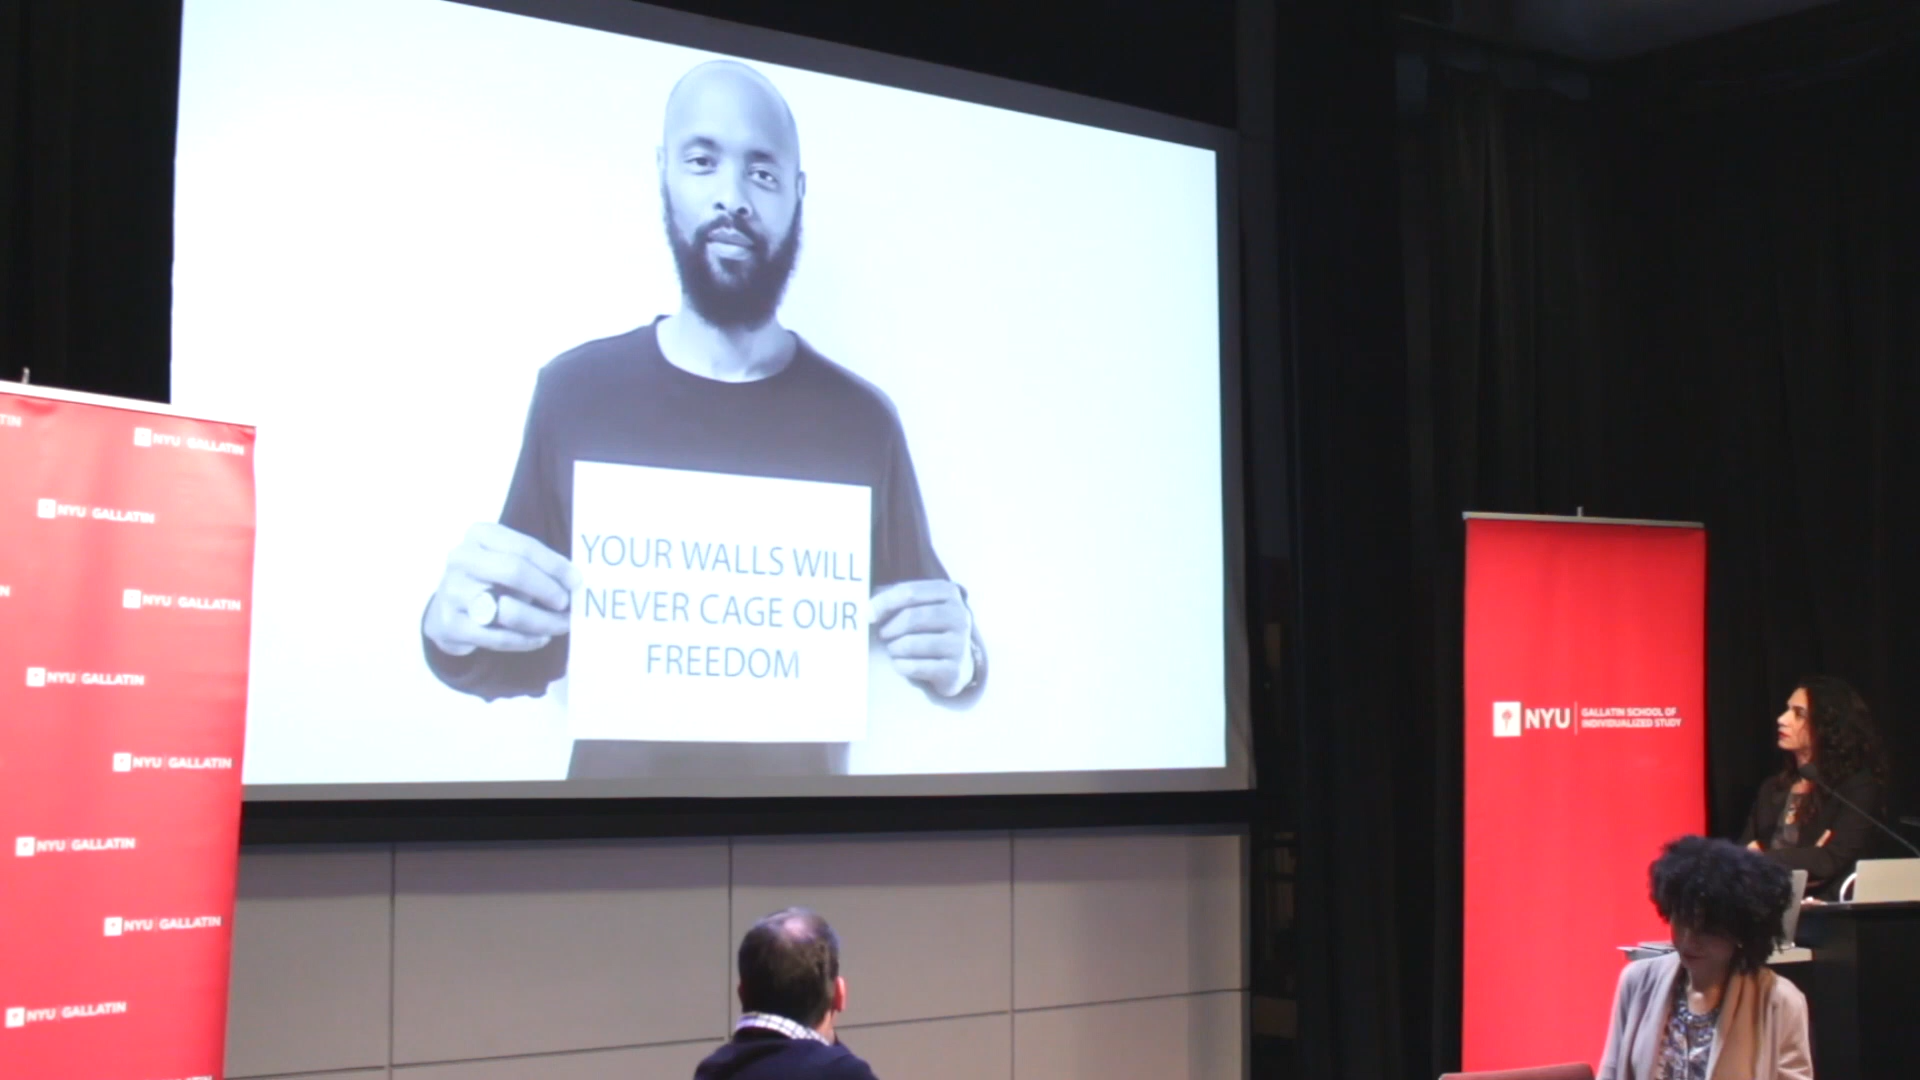 YOUR WALLS WILL
NEVER CAGE OUR
FREEDOM
TIN
NYU GALLATIN
NYU GALLATIN
N
NYU GALLATIN
NYU GALLATIN
NYU GALLATIN
NYU GALLATIN
NYU GALLATIN
NYU GALLATIN
NYU GALLATIN
NYU
GALLATIN SCHOOL OF
INDIVIDUALIZED STUDY